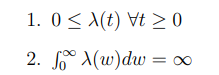 1. 0 ≤ λ(t) ∀t ≥ 0
2. ∫₀^∞ λ(w)dw = ∞